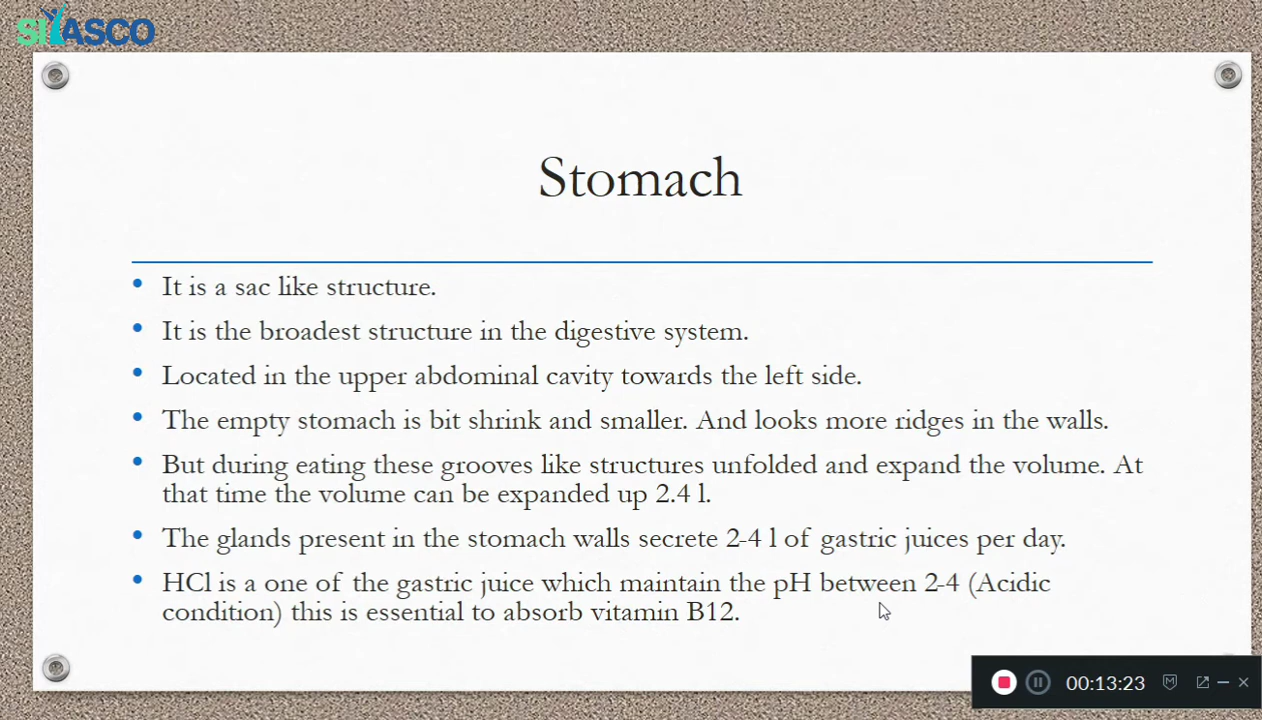 SiYASCO
Stomach
• It is a sac like structure.
• It is the broadest structure in the digestive system.
• Located in the upper abdominal cavity towards the left side.
• The empty stomach is bit shrink and smaller. And looks more ridges in the walls.
• But during eating these grooves like structures unfolded and expand the volume. At
that time the volume can be expanded up 2.4 l.
• The glands present in the stomach walls secrete 2-4 l of gastric juices per day.
• HCl is a one of the gastric juice which maintain the pH between 2-4 (Acidic
condition) this is essential to absorb vitamin B12.
00:13:23